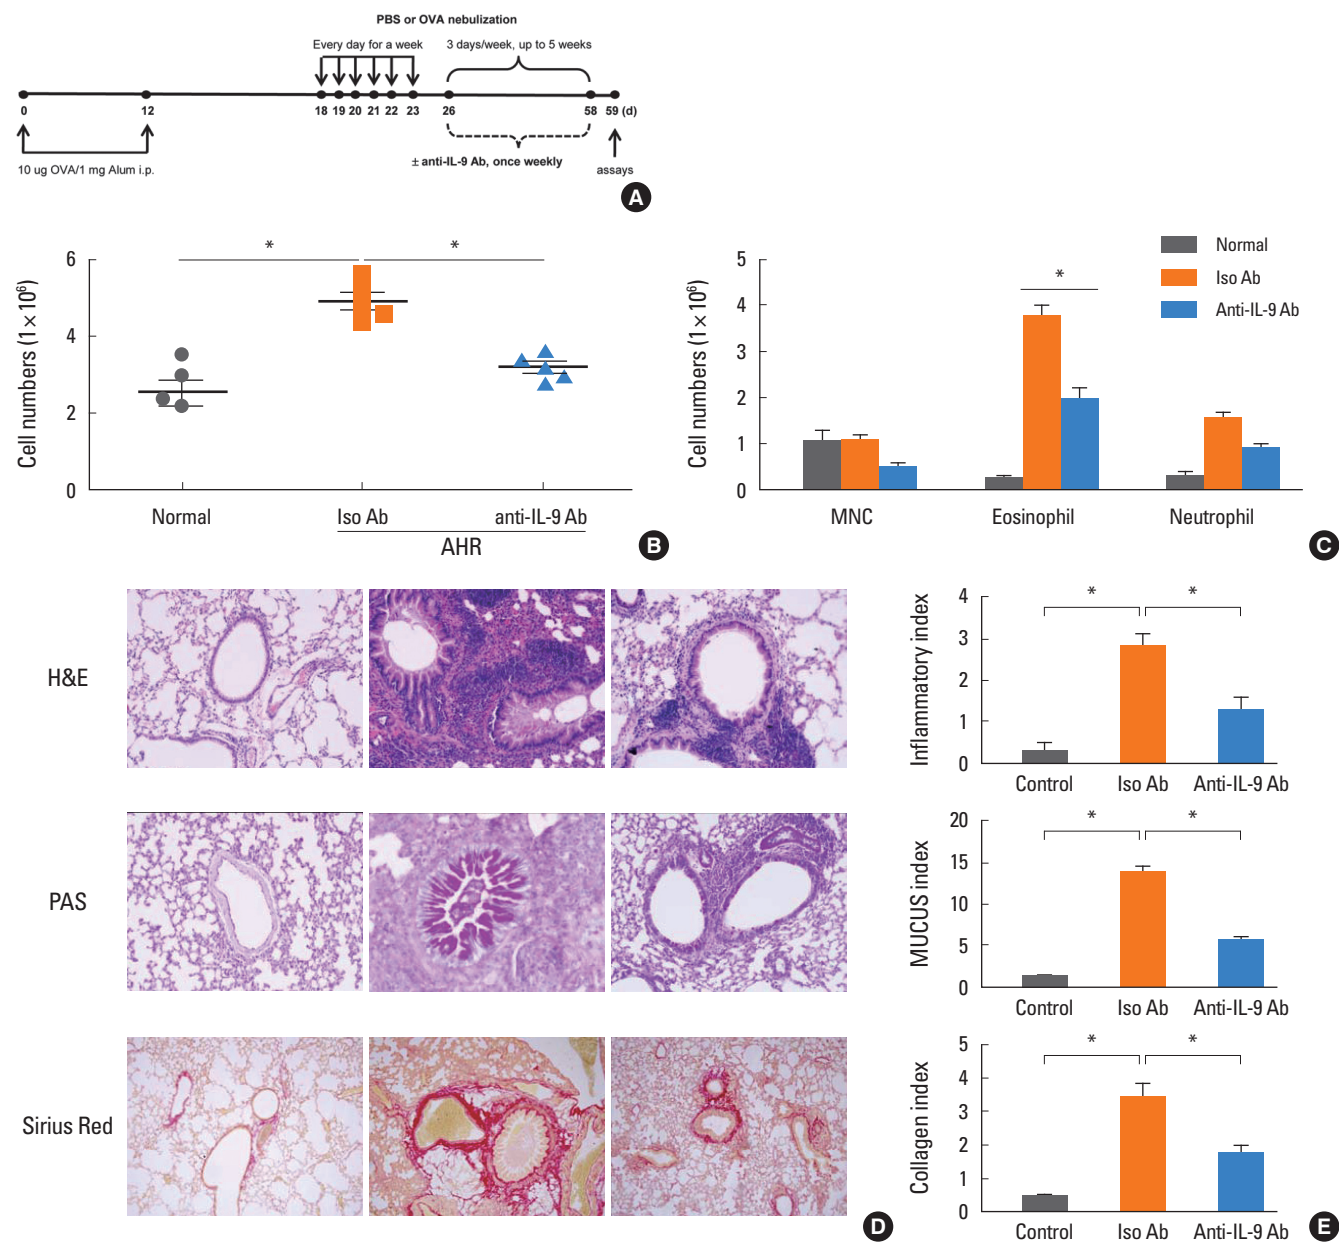 PBS or OVA nebulization
Every day for a week
3 days/week, up to 5 weeks
0 12 18 19 20 21 22 23 26 58 59 (d)
10 ug OVA/1 mg Alum i.p.
± anti-IL-9 Ab, once weekly
assays
A
Cell numbers (1 × 10⁶)
6
4
2
0
* *
Normal Iso Ab anti-IL-9 Ab
AHR
B
Cell numbers (1 × 10⁶)
5
4
3
2
1
0
*
Normal
Iso Ab
Anti-IL-9 Ab
MNC Eosinophil Neutrophil
C
H&E
PAS
Sirius Red
D
Inflammatory index
4
3
2
1
0
* *
Control Iso Ab Anti-IL-9 Ab
MUCUS index
20
15
10
5
0
* *
Control Iso Ab Anti-IL-9 Ab
Collagen index
5
4
3
2
1
0
* *
Control Iso Ab Anti-IL-9 Ab
E